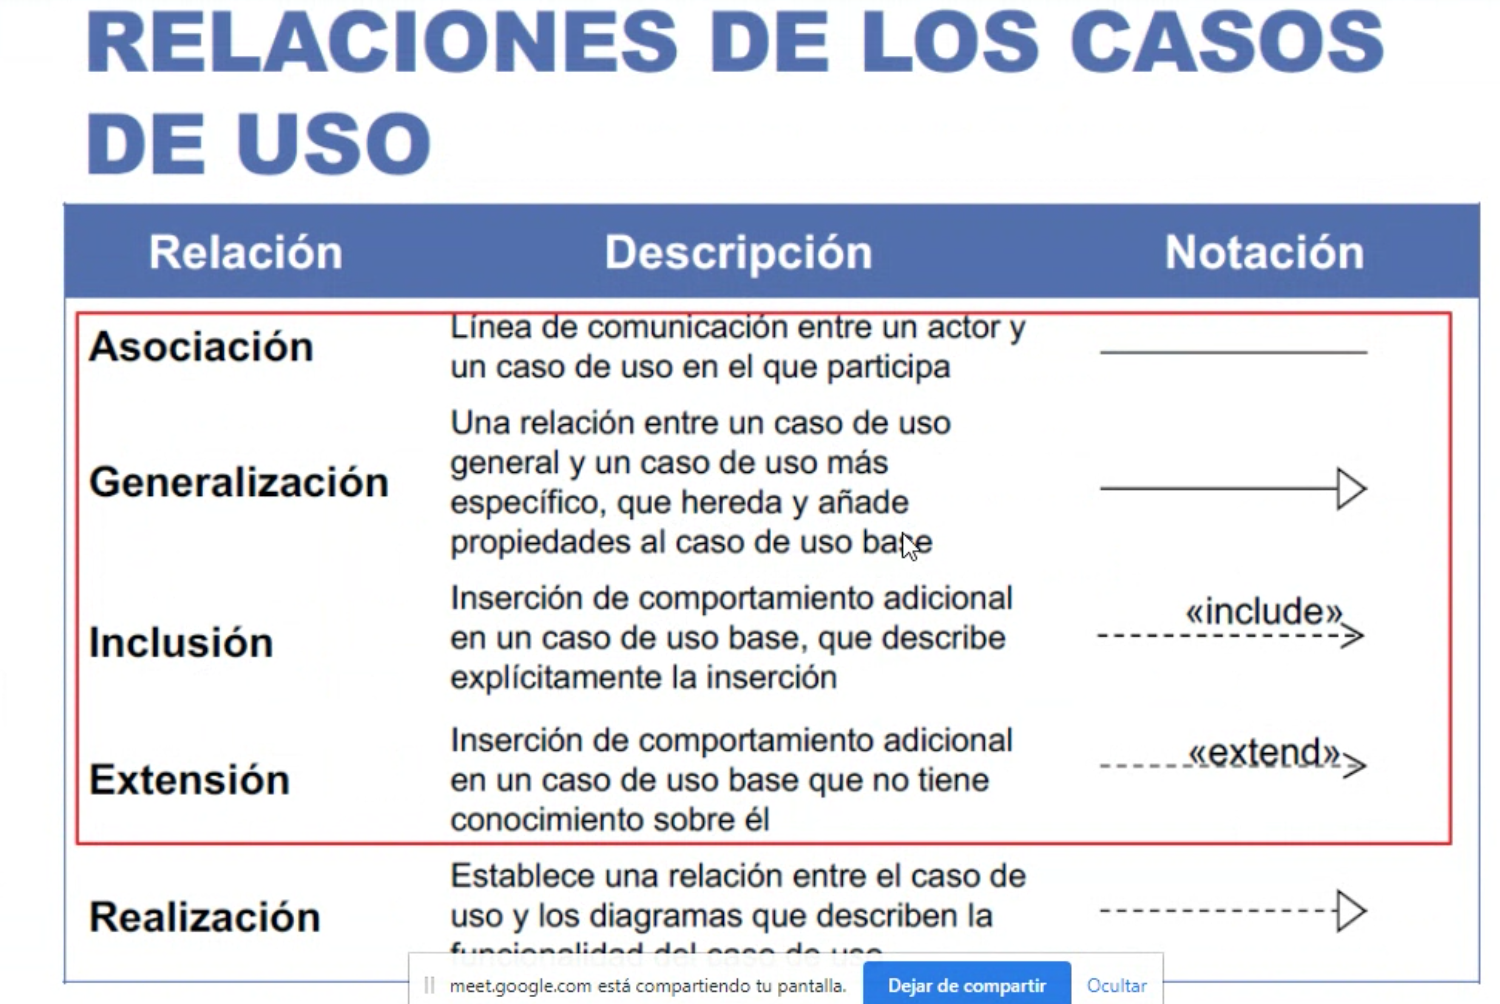 RELACIONES DE LOS CASOS
DE USO
Relación Descripción Notación
Asociación
Línea de comunicación entre un actor y
un caso de uso en el que participa
Generalización
Una relación entre un caso de uso
general y un caso de uso más
específico, que hereda y añade
propiedades al caso de uso base
Inclusión
Inserción de comportamiento adicional
en un caso de uso base, que describe
explícitamente la inserción
«include»
Extensión
Inserción de comportamiento adicional
en un caso de uso base que no tiene
conocimiento sobre él
«extend»
Realización
Establece una relación entre el caso de
uso y los diagramas que describen la
funcionalidad del caso de uso
meet.google.com está compartiendo tu pantalla. Dejar de compartir Ocultar